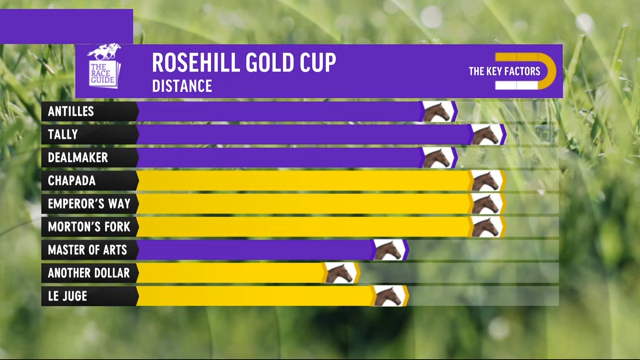 THE
RACE
GUIDE
ROSEHILL GOLD CUP
DISTANCE
THE KEY FACTORS
ANTILLES
TALLY
DEALMAKER
CHAPADA
EMPEROR'S WAY
MORTON'S FORK
MASTER OF ARTS
ANOTHER DOLLAR
LE JUGE